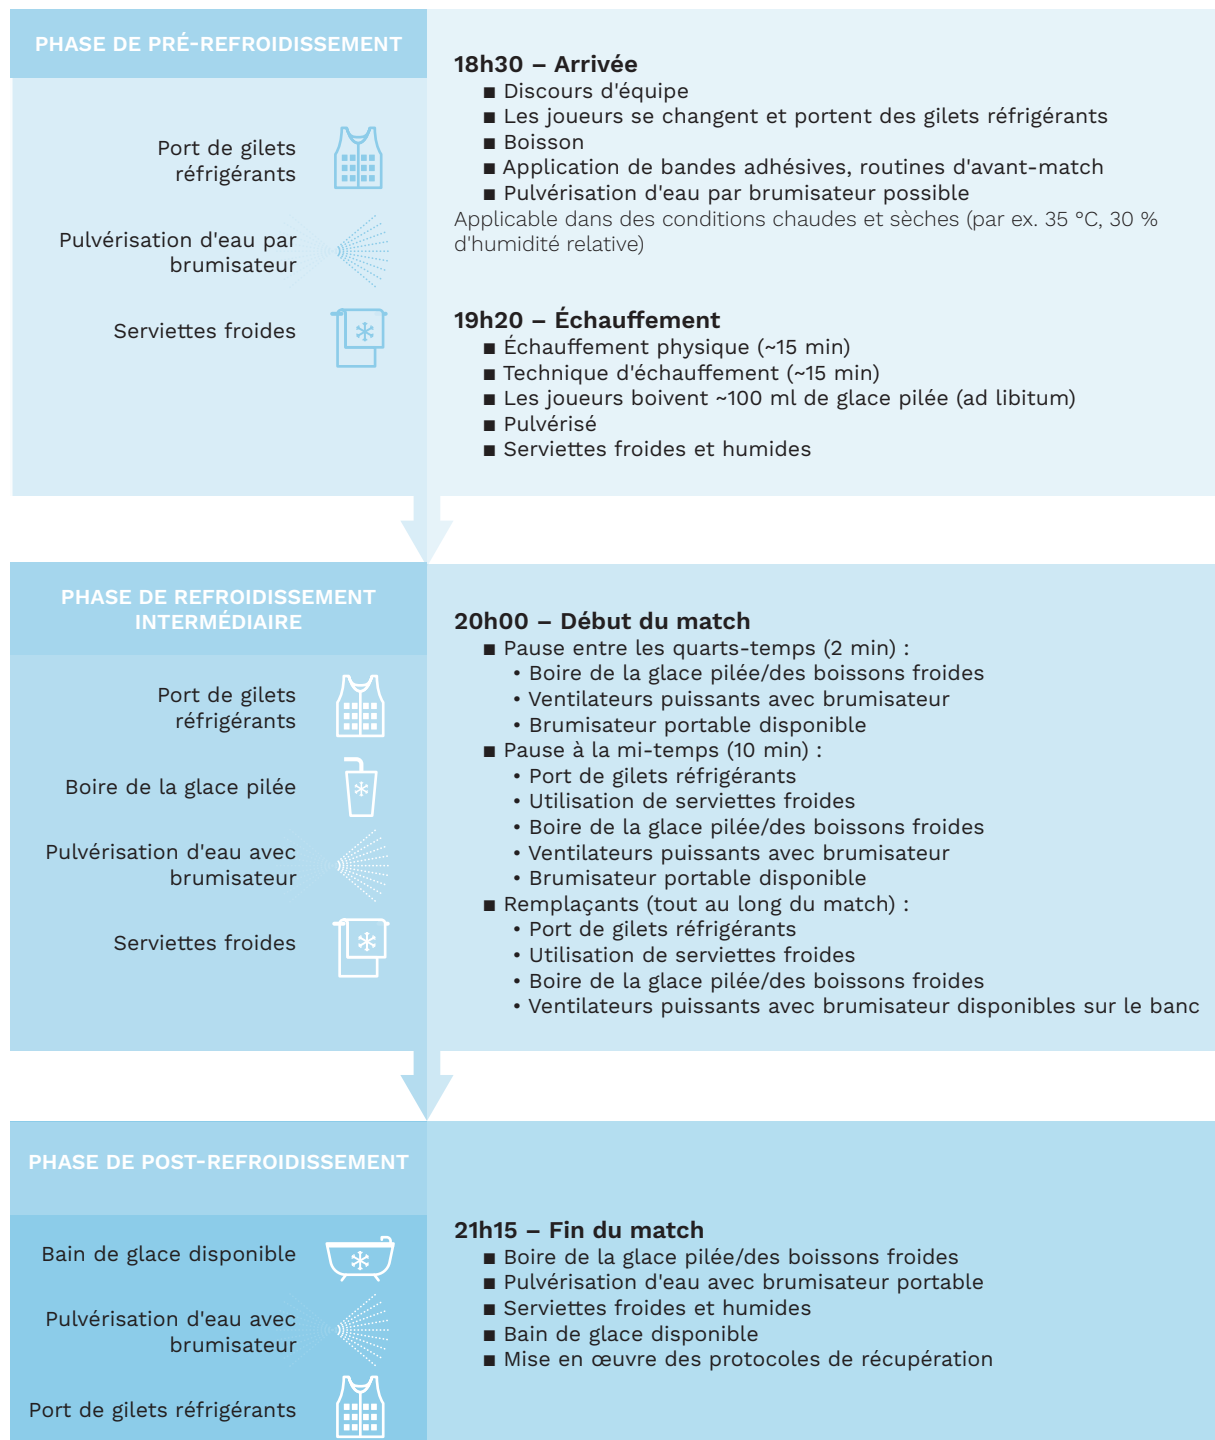 PHASE DE PRÉ-REFROIDISSEMENT
Port de gilets
réfrigérants
Pulvérisation d'eau par
brumisateur
Serviettes froides
18h30 – Arrivée
■ Discours d'équipe
■ Les joueurs se changent et portent des gilets réfrigérants
■ Boisson
■ Application de bandes adhésives, routines d'avant-match
■ Pulvérisation d'eau par brumisateur possible
Applicable dans des conditions chaudes et sèches (par ex. 35 °C, 30 %
d'humidité relative)
19h20 – Échauffement
■ Échauffement physique (~15 min)
■ Technique d'échauffement (~15 min)
■ Les joueurs boivent ~100 ml de glace pilée (ad libitum)
■ Pulvérisé
■ Serviettes froides et humides
PHASE DE REFROIDISSEMENT
INTERMÉDIAIRE
Port de gilets
réfrigérants
Boire de la glace pilée
Pulvérisation d'eau avec
brumisateur
Serviettes froides
20h00 – Début du match
■ Pause entre les quarts-temps (2 min) :
• Boire de la glace pilée/des boissons froides
• Ventilateurs puissants avec brumisateur
• Brumisateur portable disponible
■ Pause à la mi-temps (10 min) :
• Port de gilets réfrigérants
• Utilisation de serviettes froides
• Boire de la glace pilée/des boissons froides
• Ventilateurs puissants avec brumisateur
• Brumisateur portable disponible
■ Remplaçants (tout au long du match) :
• Port de gilets réfrigérants
• Utilisation de serviettes froides
• Boire de la glace pilée/des boissons froides
• Ventilateurs puissants avec brumisateur disponibles sur le banc
PHASE DE POST-REFROIDISSEMENT
Bain de glace disponible
Pulvérisation d'eau avec
brumisateur
Port de gilets réfrigérants
21h15 – Fin du match
■ Boire de la glace pilée/des boissons froides
■ Pulvérisation d'eau avec brumisateur portable
■ Serviettes froides et humides
■ Bain de glace disponible
■ Mise en œuvre des protocoles de récupération